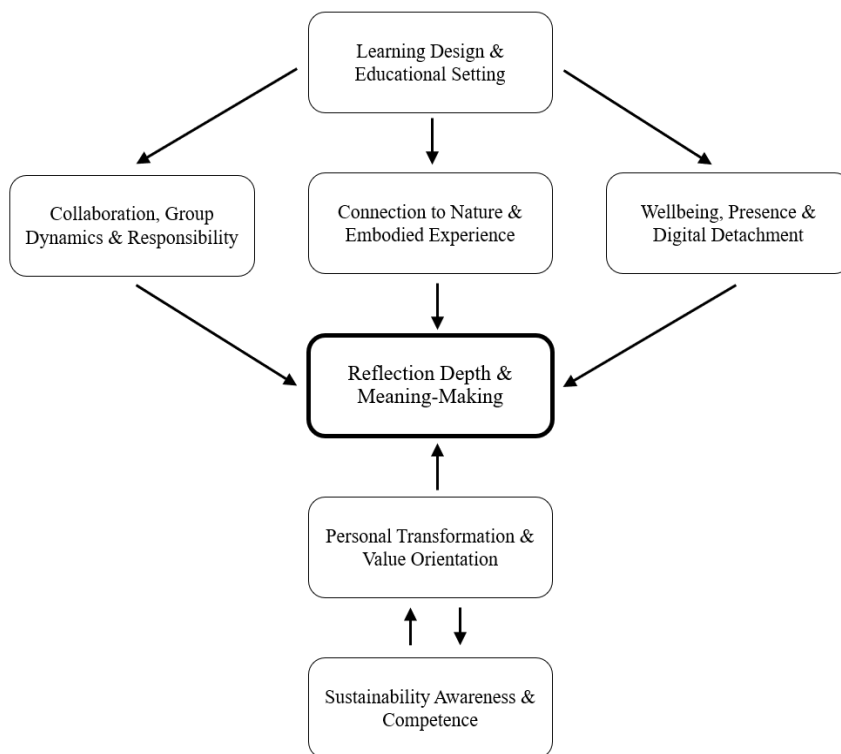 Learning Design &
Educational Setting
Collaboration, Group
Dynamics & Responsibility
Connection to Nature &
Embodied Experience
Wellbeing, Presence &
Digital Detachment
Reflection Depth &
Meaning-Making
Personal Transformation &
Value Orientation
Sustainability Awareness &
Competence